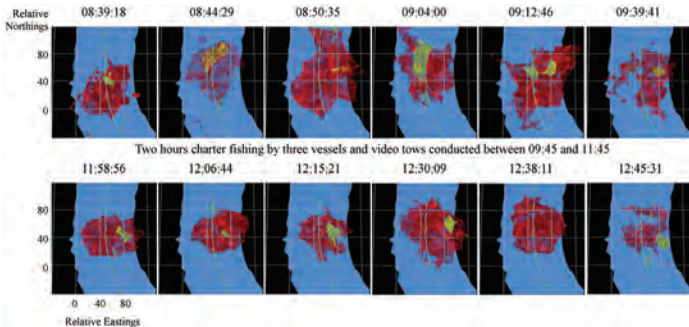 Relative
Northings
08:39:18 08:44:29 08:50:35 09:04:00 09:12:46 09:39:41
80
40
0
Two hours charter fishing by three vessels and video tows conducted between 09:45 and 11:45
11:58:56 12:06:44 12:15:21 12:30:09 12:38:11 12:45:31
80
40
0
0 40 80
Relative Eastings